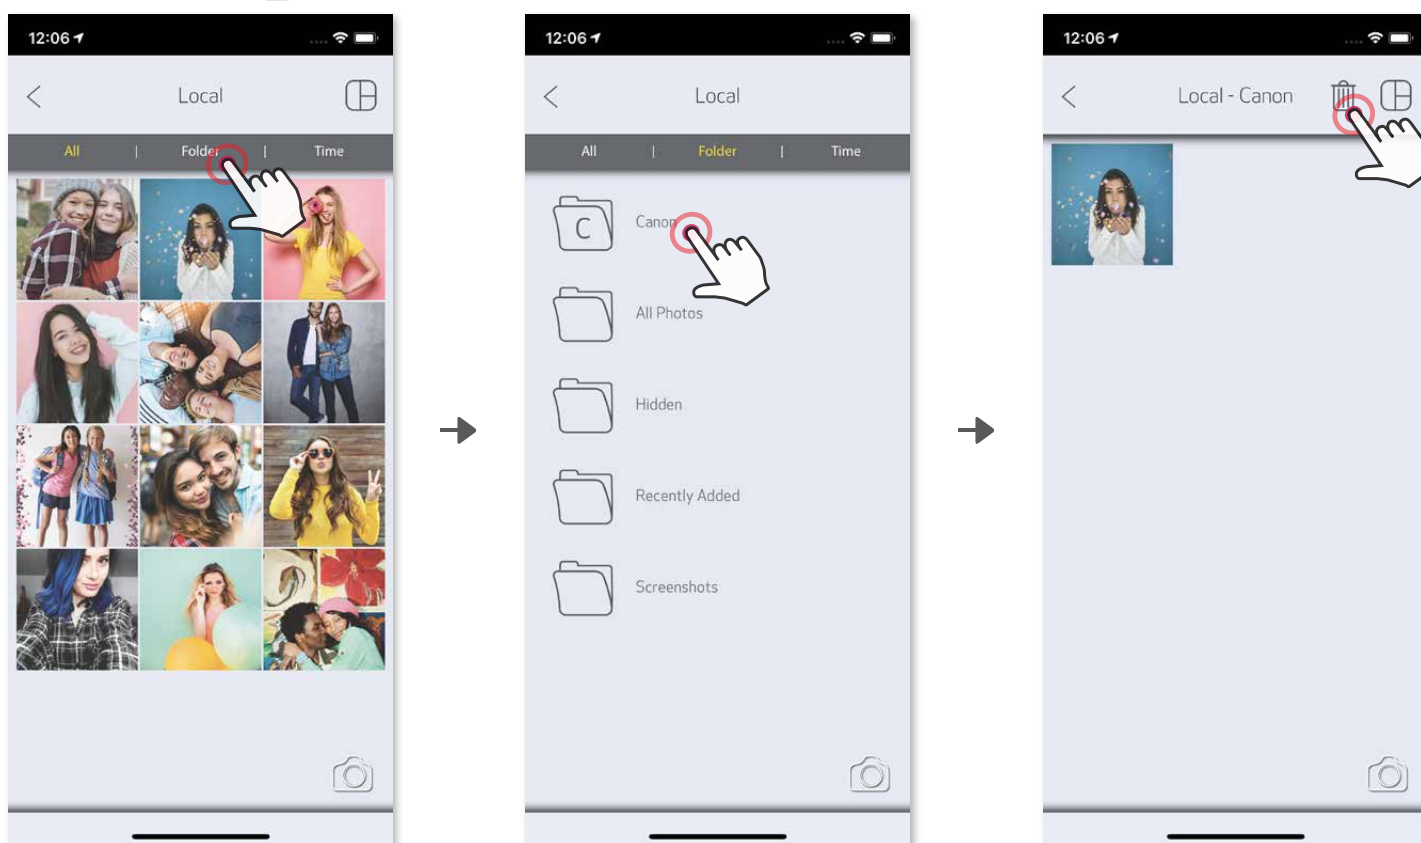 12:06
Local
All | Folder | Time
12:06
Local
All | Folder | Time
C Canon
All Photos
Hidden
Recently Added
Screenshots
12:06
Local - Canon